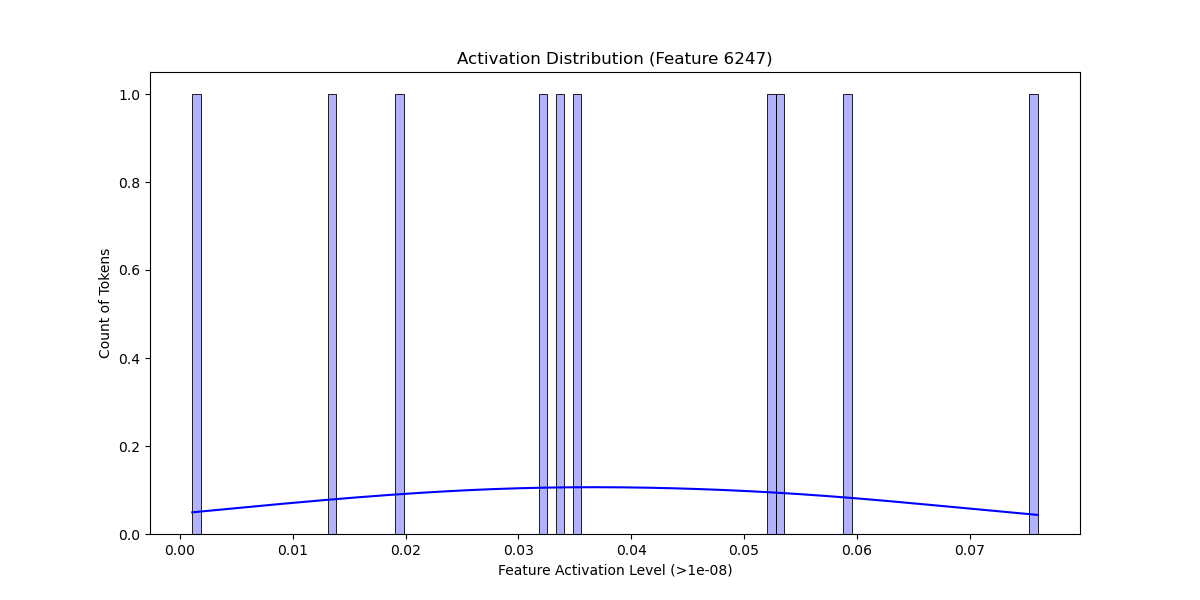 Activation Distribution (Feature 6247)
1.0
0.8
0.6
0.4
0.2
0.0
Count of Tokens
0.00 0.01 0.02 0.03 0.04 0.05 0.06 0.07
Feature Activation Level (>1e-08)